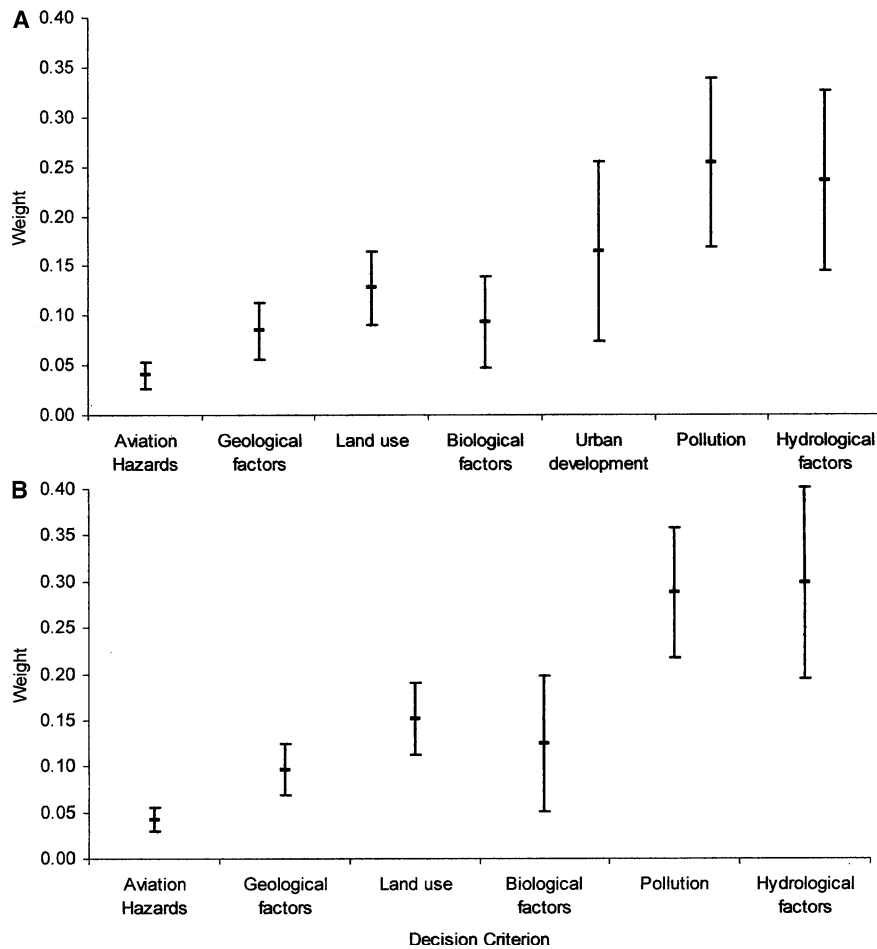 A
0.40
0.35
0.30
0.25
0.20
0.15
0.10
0.05
0.00
Weight
Aviation Hazards
Geological factors
Land use
Biological factors
Urban development
Pollution
Hydrological factors
B
0.40
0.35
0.30
0.25
0.20
0.15
0.10
0.05
0.00
Weight
Aviation Hazards
Geological factors
Land use
Biological factors
Pollution
Hydrological factors
Decision Criterion